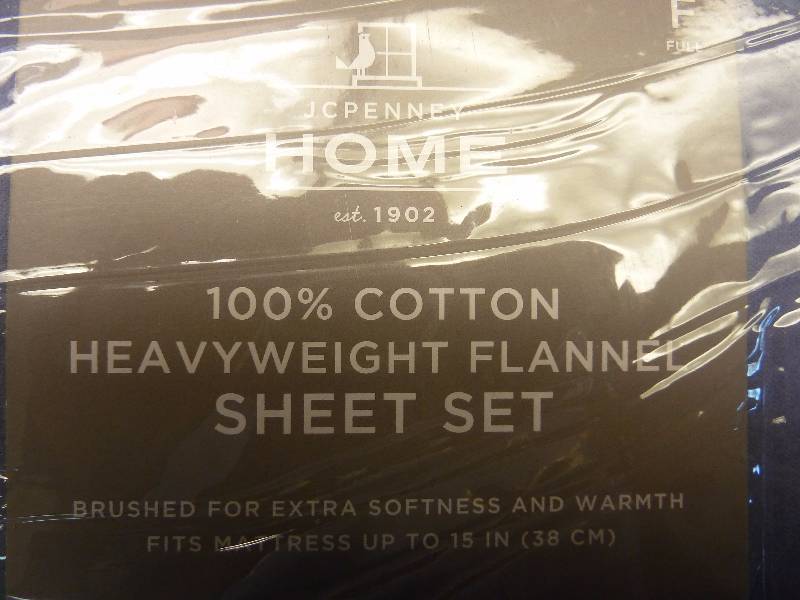 F
FULL
JCPENNEY
HOME
est. 1902
100% COTTON
HEAVYWEIGHT FLANNEL
SHEET SET
BRUSHED FOR EXTRA SOFTNESS AND WARMTH
FITS MATTRESS UP TO 15 IN (38 CM)